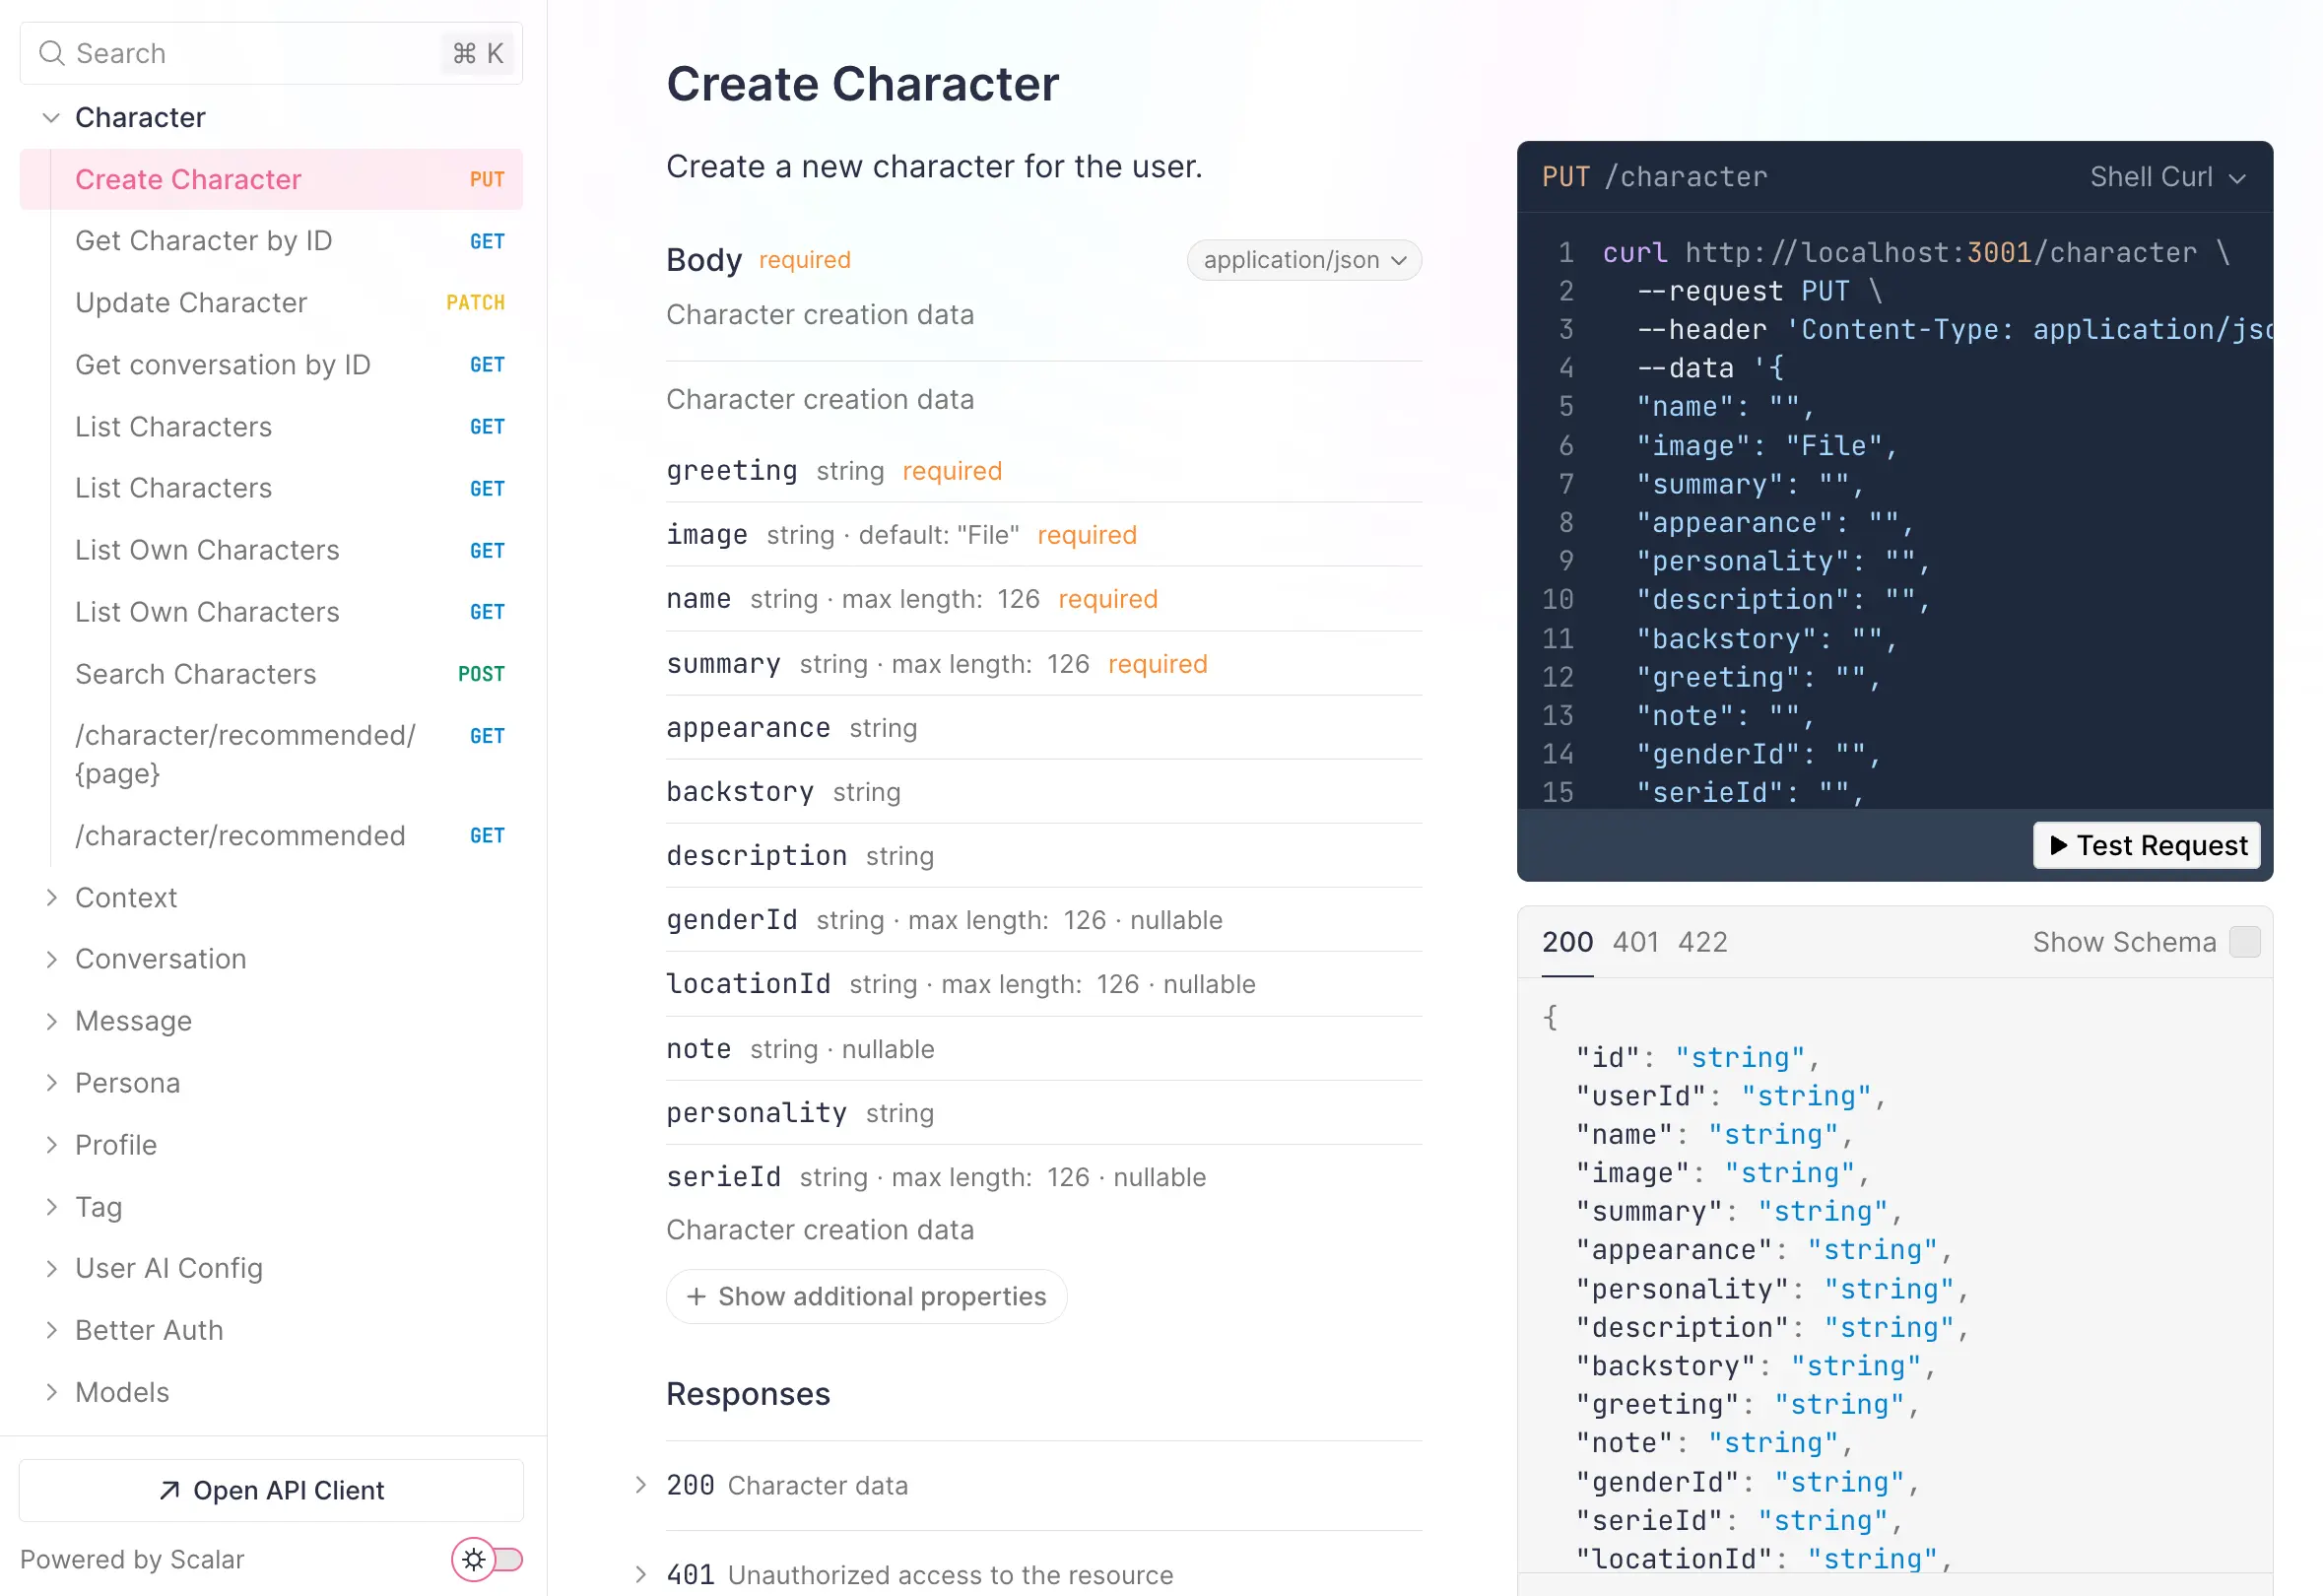 Search
⌘ K
Character
Create Character PUT
Get Character by ID GET
Update Character PATCH
Get conversation by ID GET
List Characters GET
List Characters GET
List Own Characters GET
List Own Characters GET
Search Characters POST
/character/recommended/ GET
{page}
/character/recommended GET
Context
Conversation
Message
Persona
Profile
Tag
User AI Config
Better Auth
Models
Open API Client
Powered by Scalar
Create Character
Create a new character for the user.
Body required application/json
Character creation data
Character creation data
greeting string required
image string · default: "File" required
name string · max length: 126 required
summary string · max length: 126 required
appearance string
backstory string
description string
genderId string · max length: 126 · nullable
locationId string · max length: 126 · nullable
note string · nullable
personality string
serieId string · max length: 126 · nullable
Character creation data
+ Show additional properties
Responses
200 Character data
401 Unauthorized access to the resource
PUT /character Shell Curl
1 curl http://localhost:3001/character \
2 --request PUT \
3 --header 'Content-Type: application/jso
4 --data '{
5 "name": "",
6 "image": "File",
7 "summary": "",
8 "appearance": "",
9 "personality": "",
10 "description": "",
11 "backstory": "",
12 "greeting": "",
13 "note": "",
14 "genderId": "",
15 "serieId": "",
Test Request
200 401 422 Show Schema
{
"id": "string",
"userId": "string",
"name": "string",
"image": "string",
"summary": "string",
"appearance": "string",
"personality": "string",
"description": "string",
"backstory": "string",
"greeting": "string",
"note": "string",
"genderId": "string",
"serieId": "string",
"locationId": "string",